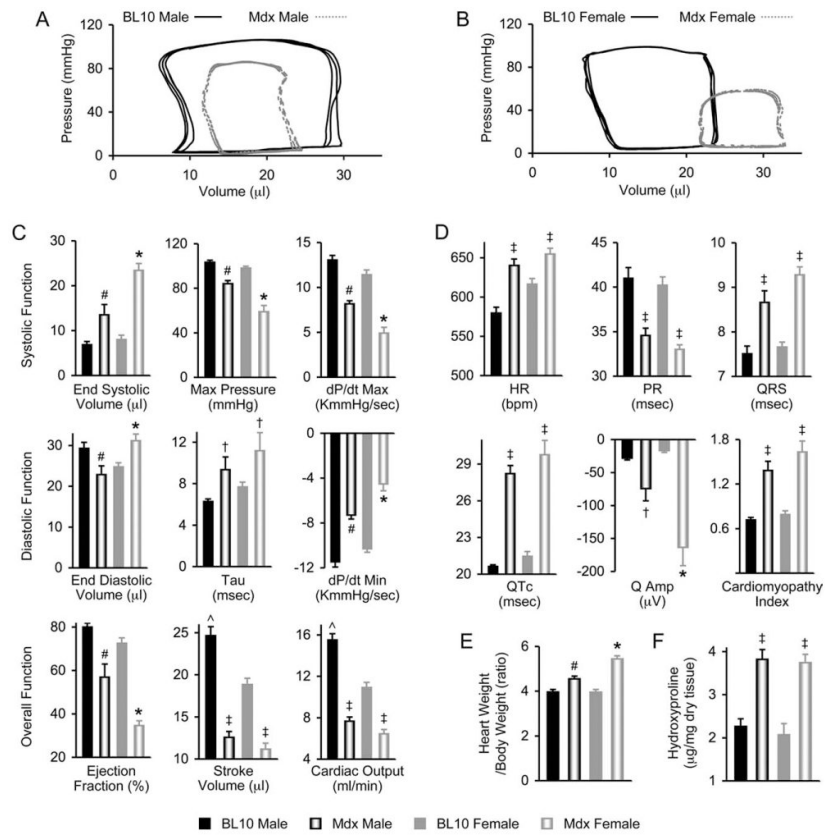 A
BL10 Male
Mdx Male
Pressure (mmHg)
120
80
40
0
0
10
20
30
Volume (µl)
B
BL10 Female
Mdx Female
Pressure (mmHg)
120
80
40
0
0
10
20
30
Volume (µl)
C
Systolic Function
30
20
10
0
#
*
End Systolic
Volume (µl)
120
80
40
0
#
*
Max Pressure
(mmHg)
15
12
9
6
3
0
#
*
dP/dt Max
(KmmHg/sec)
Diastolic Function
40
30
20
10
0
#
*
End Diastolic
Volume (µl)
12
8
4
0
†
†
Tau
(msec)
0
-4
-8
-12
#
*
dP/dt Min
(KmmHg/sec)
Overall Function
80
60
40
20
#
*
Ejection
Fraction (%)
25
20
15
10
^
‡
‡
Stroke
Volume (µl)
16
12
8
4
^
‡
‡
Cardiac Output
(ml/min)
D
650
600
550
500
‡
‡
HR
(bpm)
45
40
35
30
‡
‡
PR
(msec)
10
9
8
7
‡
‡
QRS
(msec)
29
26
23
20
‡
‡
QTc
(msec)
0
-50
-100
-150
-200
†
*
Q Amp
(µV)
1.8
1.2
0.6
0
‡
‡
Cardiomyopathy
Index
E
Heart Weight
/Body Weight (ratio)
6
4
2
0
#
*
F
Hydroxyproline
(µg/mg dry tissue)
4
3
2
1
‡
‡
BL10 Male
Mdx Male
BL10 Female
Mdx Female